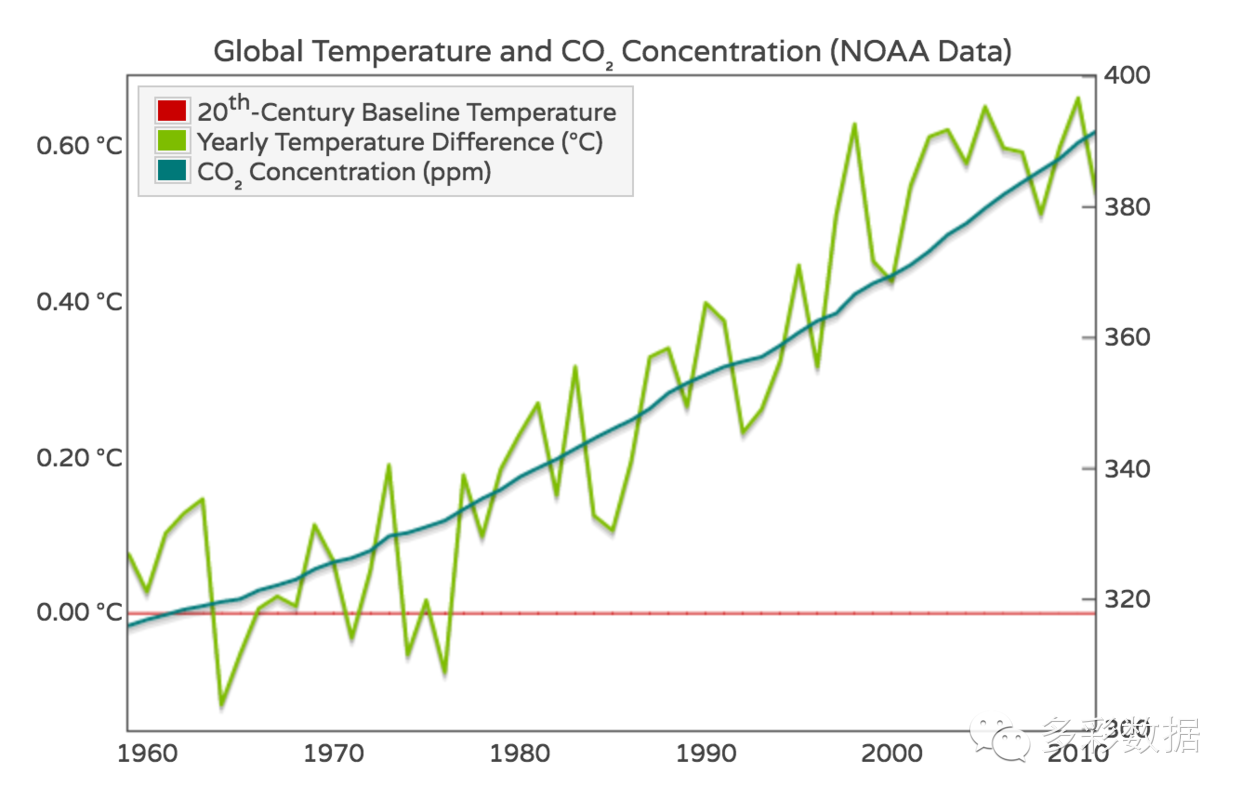 Global Temperature and CO₂ Concentration (NOAA Data)
400
20th-Century Baseline Temperature
Yearly Temperature Difference (°C)
CO₂ Concentration (ppm)
0.60 °C
380
0.40 °C
360
0.20 °C
340
0.00 °C
320
300
多彩数据
1960 1970 1980 1990 2000 2010